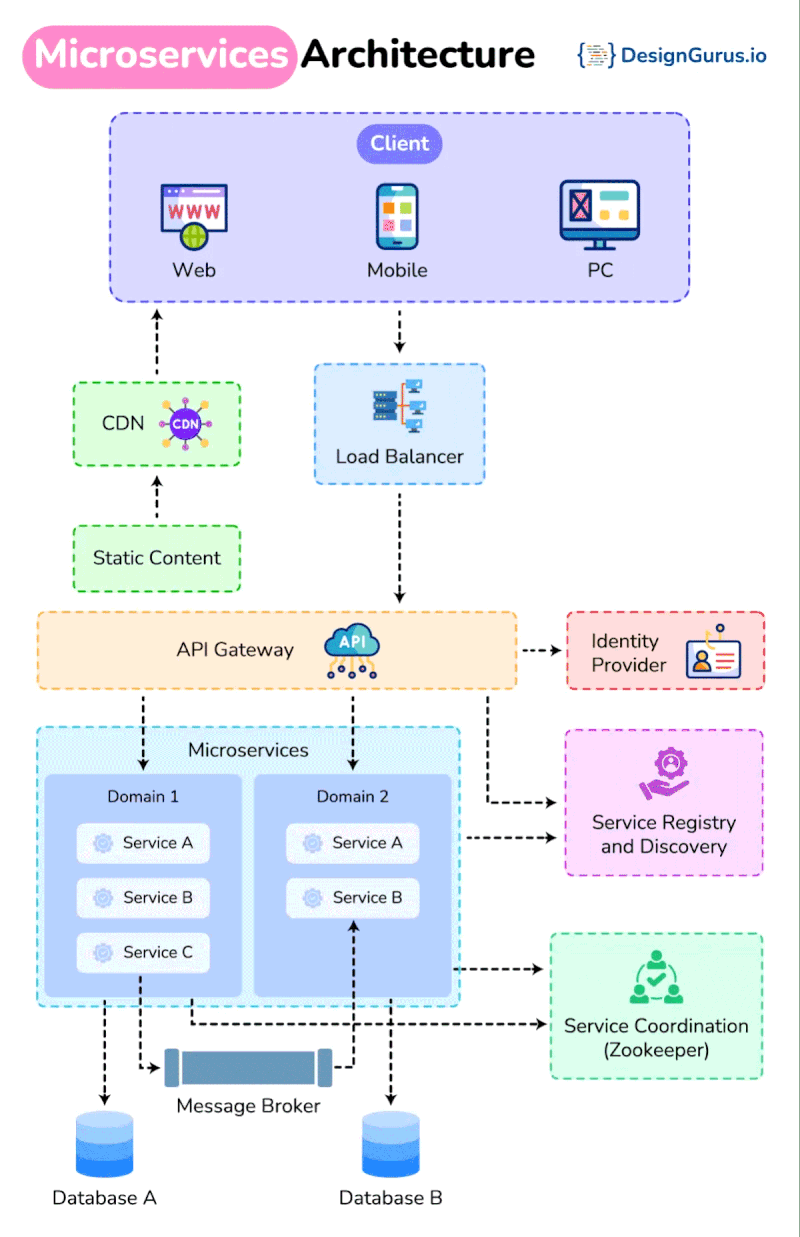 Microservices Architecture
{} DesignGurus.io
Client
WWW
Web
Mobile
PC
CDN
CDN
Load Balancer
Static Content
API Gateway
API
Identity
Provider
Microservices
Domain 1
Service A
Service B
Service C
Domain 2
Service A
Service B
Service Registry
and Discovery
Service Coordination
(Zookeeper)
Message Broker
Database A
Database B